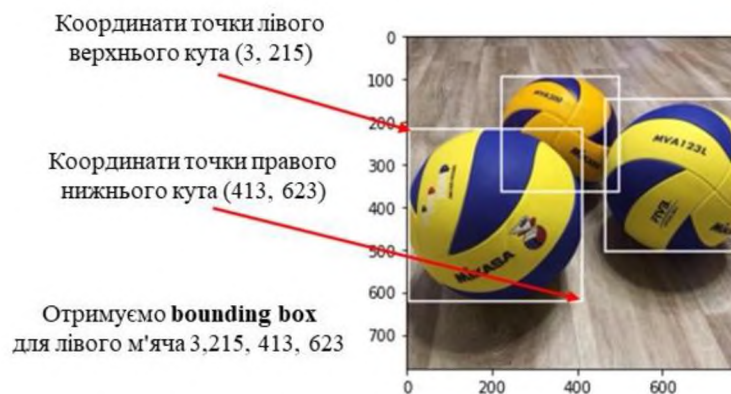 Координати точки лівого
верхнього кута (3, 215)
Координати точки правого
нижнього кута (413, 623)
Отримуємо bounding box
для лівого м'яча 3,215, 413, 623
0
100
200
300
400
500
600
700
0
200
400
600
MVA200
MVA123L
MIKASA